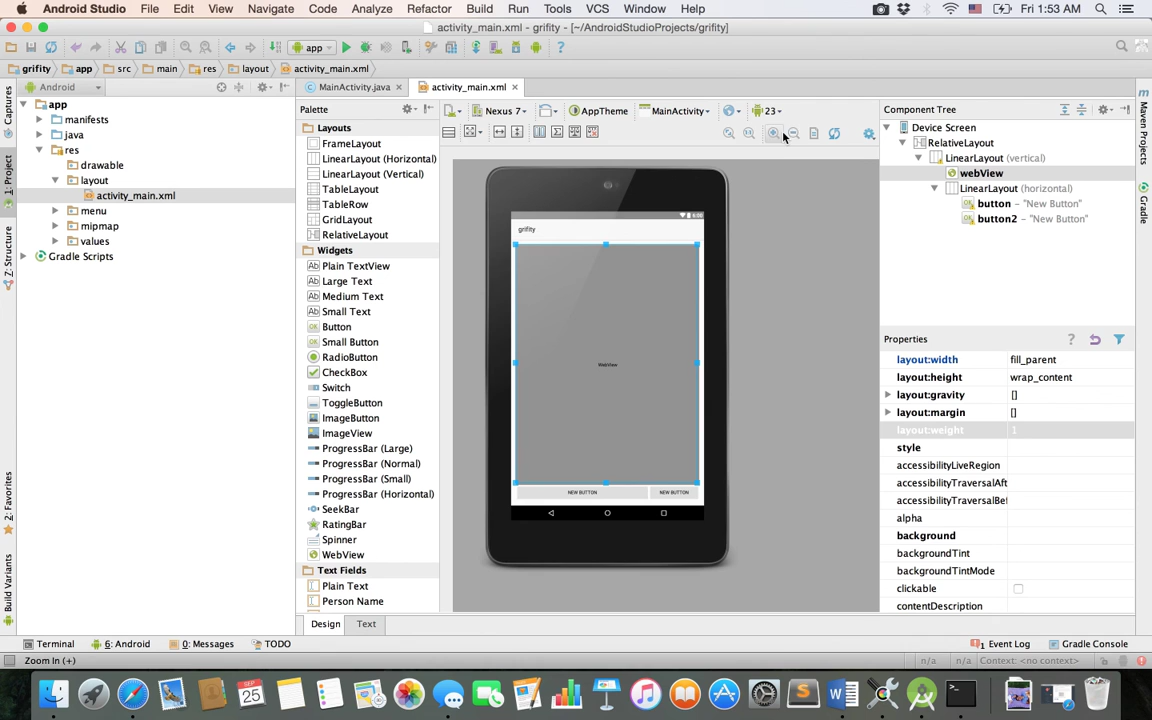 Android Studio File Edit View Navigate Code Analyze Refactor Build Run Tools VCS Window Help Fri 1:53 AM
activity_main.xml - grifity - [~/AndroidStudioProjects/grifity]
app
grifity app src main res layout activity_main.xml
Android MainActivity.java activity_main.xml
Captures
1: Project
Z: Structure
2: Favorites
Build Variants
app
manifests
java
res
drawable
layout
activity_main.xml
menu
mipmap
values
Gradle Scripts
Palette
Layouts
FrameLayout
LinearLayout (Horizontal)
LinearLayout (Vertical)
TableLayout
TableRow
GridLayout
RelativeLayout
Widgets
Plain TextView
Large Text
Medium Text
Small Text
Button
Small Button
RadioButton
CheckBox
Switch
ToggleButton
ImageButton
ImageView
ProgressBar (Large)
ProgressBar (Normal)
ProgressBar (Small)
ProgressBar (Horizontal)
SeekBar
RatingBar
Spinner
WebView
Text Fields
Plain Text
Person Name
Nexus 7 AppTheme MainActivity 23
6:00
grifity
WebView
NEW BUTTON NEW BUTTON
Design Text
Component Tree
Device Screen
RelativeLayout
LinearLayout (vertical)
webView
LinearLayout (horizontal)
button - "New Button"
button2 - "New Button"
Properties
layout:width fill_parent
layout:height wrap_content
layout:gravity []
layout:margin []
layout:weight 1
style
accessibilityLiveRegion
accessibilityTraversalAft
accessibilityTraversalBef
alpha
background
backgroundTint
backgroundTintMode
clickable
contentDescription
Maven Projects
Gradle
Terminal 6: Android 0: Messages TODO 1 Event Log Gradle Console
Zoom In (+) n/a n/a Context: <no context>
SEP
25